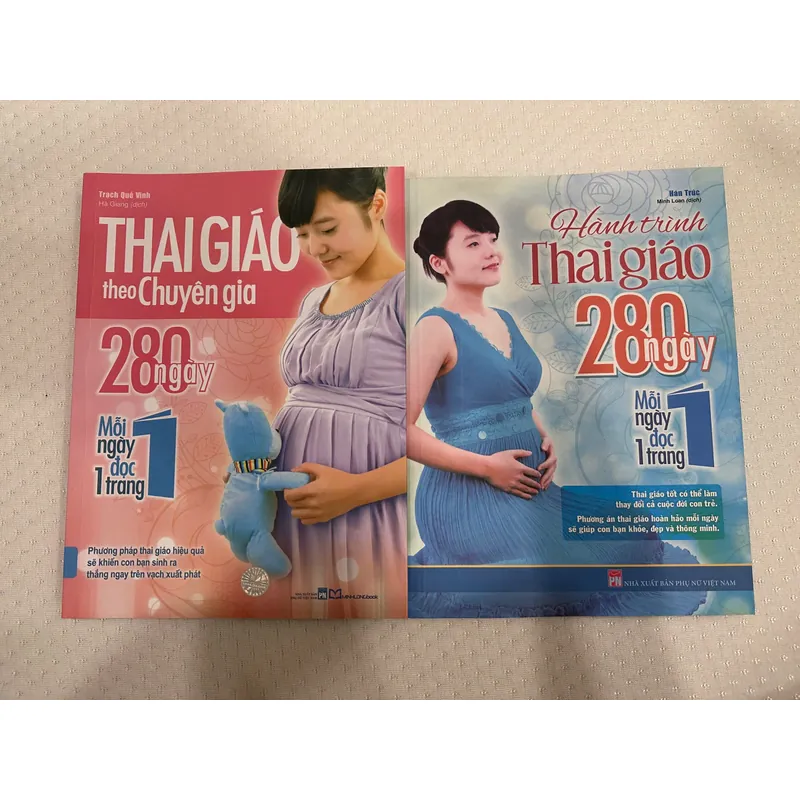 Trạch Quế Vinh
Hà Giang (dịch)
THAI GIÁO
theo Chuyên gia
280 ngày
Mỗi
ngày
đọc
1 trang
1
Phương pháp thai giáo hiệu quả
sẽ khiến con bạn sinh ra
thắng ngay trên vạch xuất phát
PN
MINHLONGbooks
Hán Trúc
Minh Loan (dịch)
Hành trình
Thai giáo
280 ngày
Mỗi
ngày
đọc
1 trang
1
Thai giáo tốt có thể làm
thay đổi cả cuộc đời con trẻ.
Phương án thai giáo hoàn hảo mỗi ngày
sẽ giúp con bạn khỏe, đẹp và thông minh.
PN
NHÀ XUẤT BẢN PHỤ NỮ VIỆT NAM